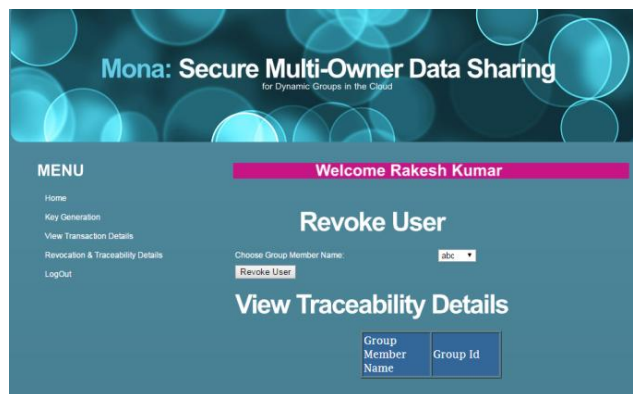 Mona: Secure Multi-Owner Data Sharing
for Dynamic Groups in the Cloud
MENU
Home
Key Generation
View Transaction Details
Revocation & Traceability Details
LogOut
Welcome Rakesh Kumar
Revoke User
Choose Group Member Name:
abc
Revoke User
View Traceability Details
Group
Member
Name
Group Id